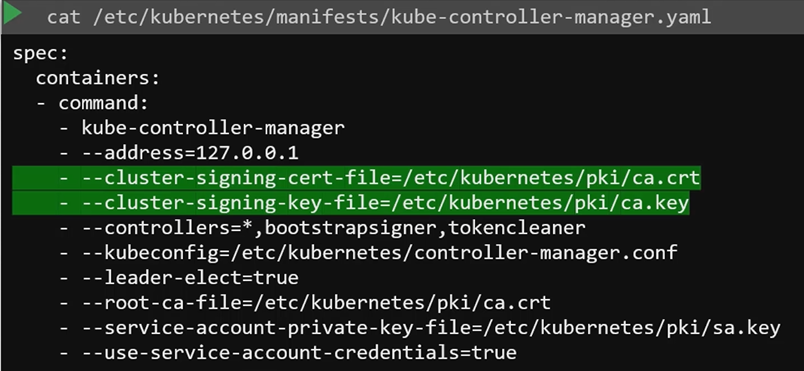 cat /etc/kubernetes/manifests/kube-controller-manager.yaml
spec:
  containers:
  - command:
    - kube-controller-manager
    - --address=127.0.0.1
    - --cluster-signing-cert-file=/etc/kubernetes/pki/ca.crt
    - --cluster-signing-key-file=/etc/kubernetes/pki/ca.key
    - --controllers=*,bootstrapsigner,tokencleaner
    - --kubeconfig=/etc/kubernetes/controller-manager.conf
    - --leader-elect=true
    - --root-ca-file=/etc/kubernetes/pki/ca.crt
    - --service-account-private-key-file=/etc/kubernetes/pki/sa.key
    - --use-service-account-credentials=true